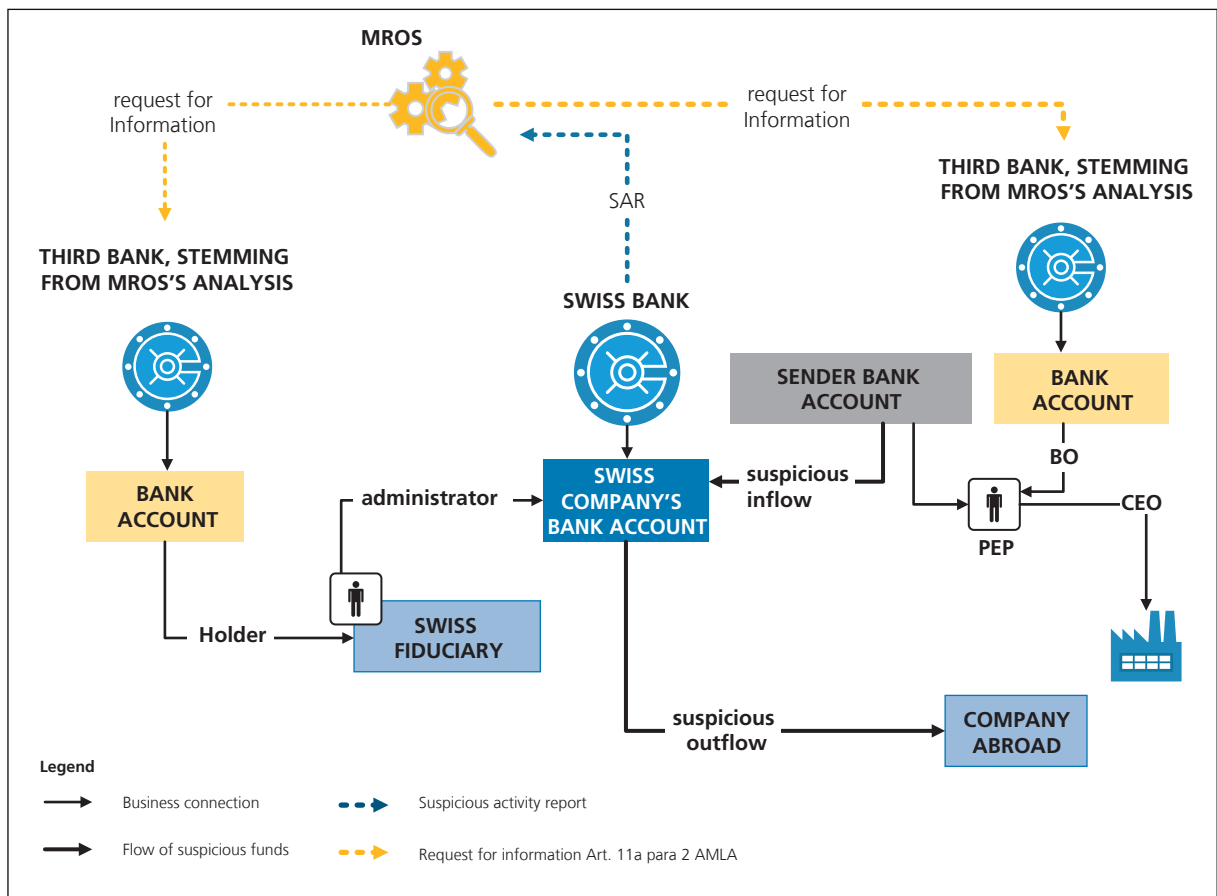 MROS
request for
Information
request for
Information
SAR
THIRD BANK, STEMMING
FROM MROS'S ANALYSIS
THIRD BANK, STEMMING
FROM MROS'S ANALYSIS
SWISS BANK
SENDER BANK
ACCOUNT
BANK
ACCOUNT
BO
BANK
ACCOUNT
administrator
SWISS
COMPANY'S
BANK ACCOUNT
suspicious
inflow
PEP
CEO
Holder
SWISS
FIDUCIARY
suspicious
outflow
COMPANY
ABROAD
Legend
Business connection
Suspicious activity report
Flow of suspicious funds
Request for information Art. 11a para 2 AMLA